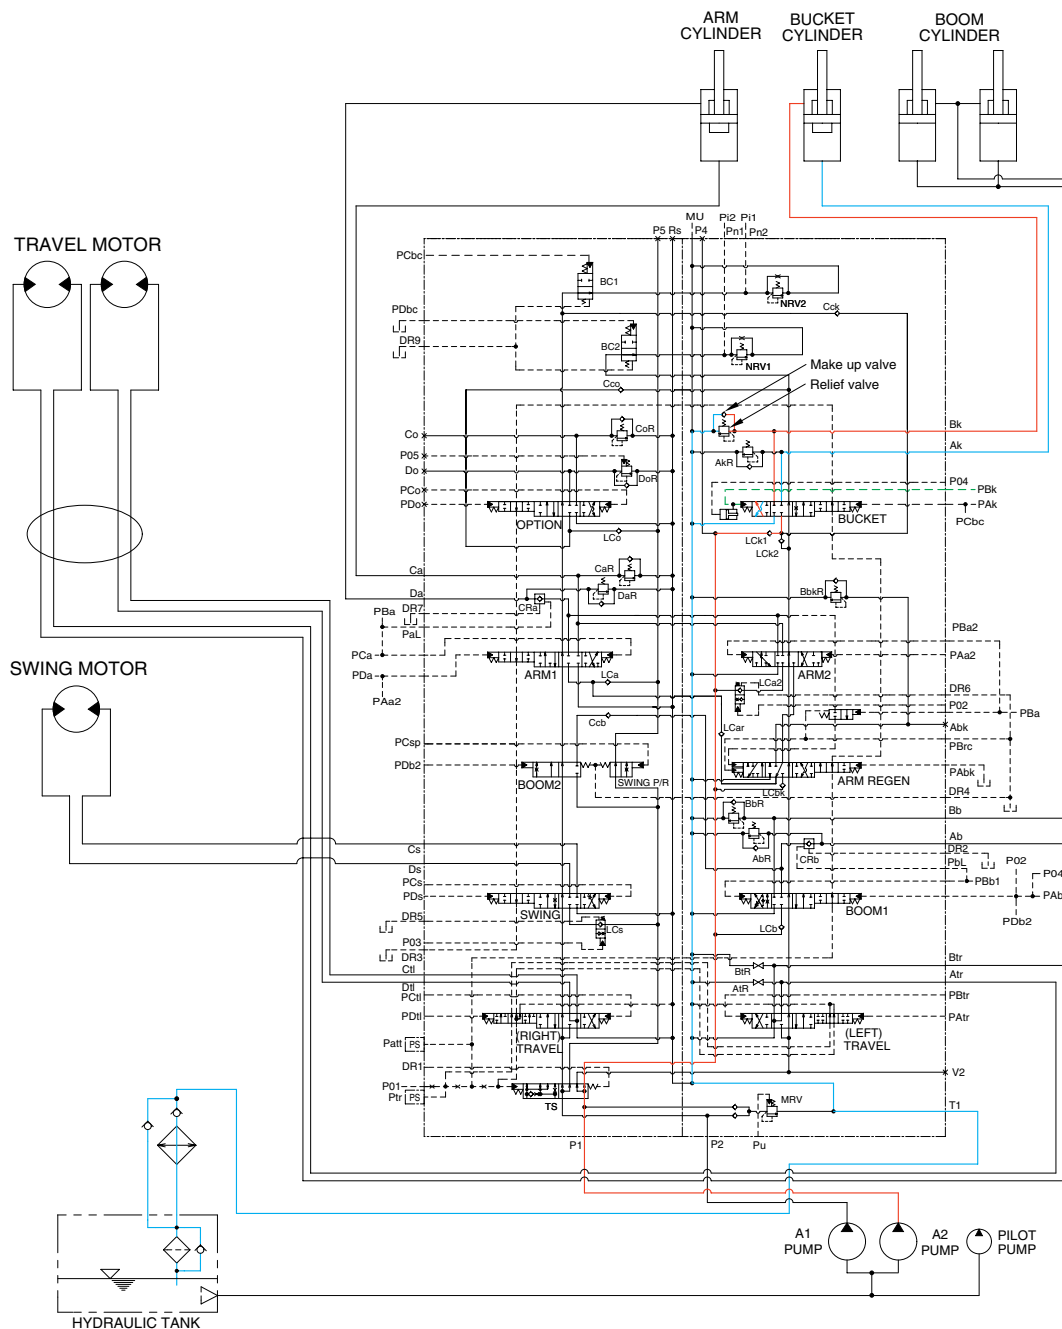 ARM
CYLINDER
BUCKET
CYLINDER
BOOM
CYLINDER
TRAVEL MOTOR
MU
Pi2 Pi1
P5 Rs
P4
Pn1 Pn2
PCbc
BC1
NRV2
Cck
PDbc
DR9
BC2
NRV1
Make up valve
Relief valve
Cco
Co
CoR
Bk
Ak
P05
AkR
Do
DoR
P04
PCo
PBk
PDo
PAk
OPTION
BUCKET
PCbc
LCo
LCk1
LCk2
Ca
CaR
DaR
BbkR
Da
CRa
DR7
PBa
PaL
PBa2
PCa
PAa2
SWING MOTOR
ARM1
ARM2
PDa
LCa
LCa2
DR6
PAa2
P02
PBa
Ccb
LCar
Abk
PCsp
PBrc
PDb2
BOOM2
SWING P/R
ARM REGEN
PAbk
LCbk
DR4
BbR
Bb
AbR
CRb
Ab
Cs
DR2
Ds
PbL
P02
PCs
PBb1
P04
PDs
SWING
BOOM1
PAb
DR5
LCs
PDb2
P03
LCb
DR3
Ctl
BtR
Btr
AtR
Atr
Dtl
PCtl
PBtr
PDtl
PAtr
(RIGHT)
TRAVEL
(LEFT)
TRAVEL
Patt PS
DR1
V2
P01
Ptr PS
TS
MRV
T1
P1
P2
Pu
A1
PUMP
A2
PUMP
PILOT
PUMP
HYDRAULIC TANK